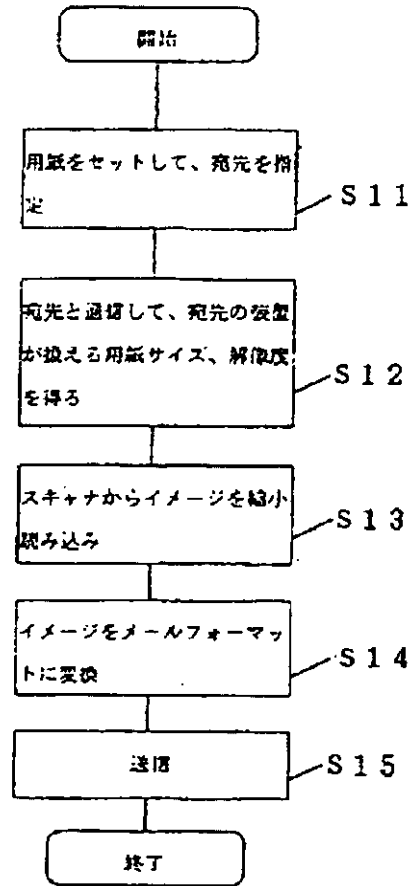 開始
用紙をセットして、宛先を指
定
S11
宛先と通信して、宛先の装置
が扱える用紙サイズ、解像度
を得る
S12
スキャナからイメージを縮小
読み込み
S13
イメージをメールフォーマッ
トに変換
S14
送信
S15
終了